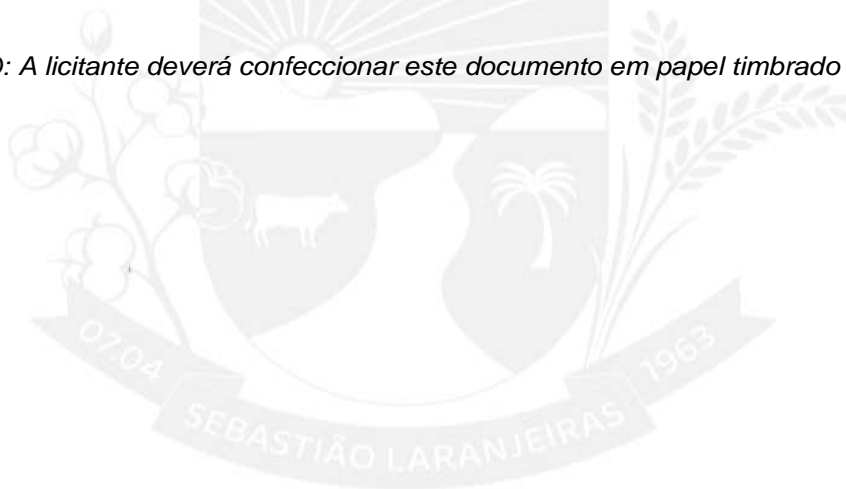 : A licitante deverá confeccionar este documento em papel timbrado
07.04
1963
SEBASTIÃO LARANJEIRAS